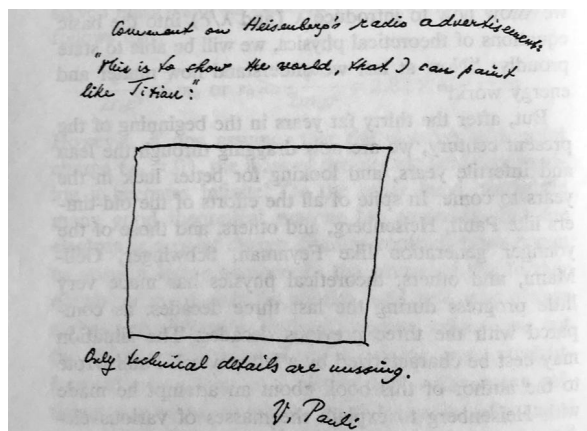 Comment on Heisenberg's radio advertisement.
"This is to show the world, that I can paint
like Titian:"
Only technical details are missing.
W. Pauli